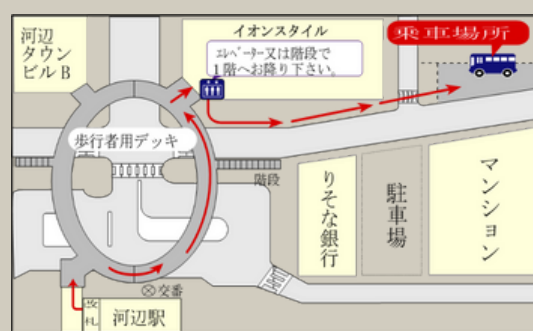 河辺
タウン
ビルB
イオンスタイル
エレベーター又は階段で
1階へお降り下さい。
乗車場所
歩行者用デッキ
階段
りそな銀行
駐車場
マンション
交番
改札
河辺駅